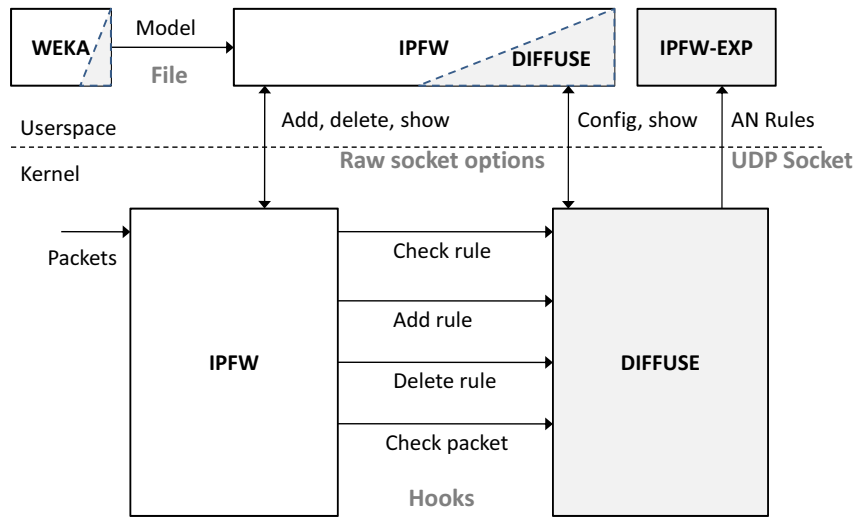 WEKA
Model
File
IPFW
DIFFUSE
IPFW-EXP
Userspace
Add, delete, show
Config, show
AN Rules
Kernel
Raw socket options
UDP Socket
Packets
Check rule
Add rule
IPFW
DIFFUSE
Delete rule
Check packet
Hooks